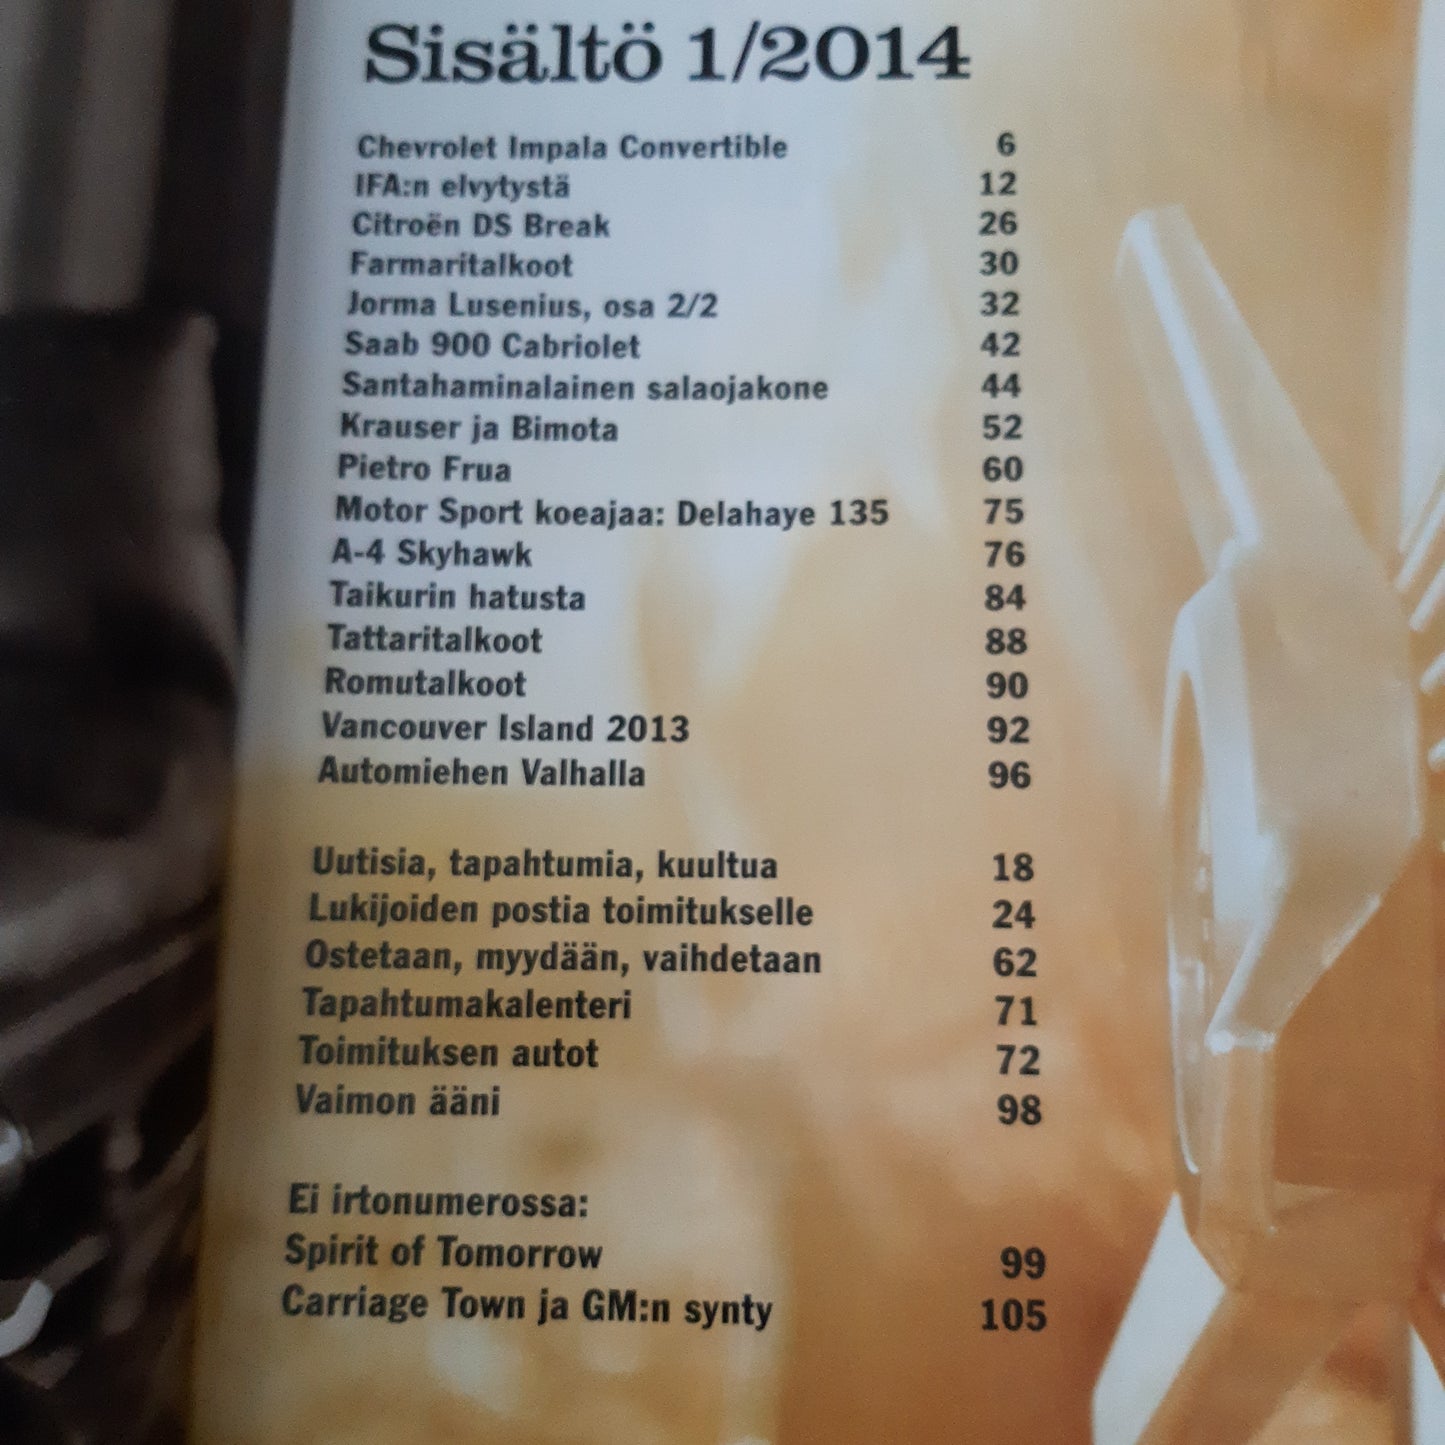 Sisältö 1/2014
Chevrolet Impala Convertible 6
IFA:n elvytystä 12
Citroën DS Break 26
Farmaritalkoot 30
Jorma Lusenius, osa 2/2 32
Saab 900 Cabriolet 42
Santahaminalainen salaojakone 44
Krauser ja Bimota 52
Pietro Frua 60
Motor Sport koeajaa: Delahaye 135 75
A-4 Skyhawk 76
Taikurin hatusta 84
Tattaritalkoot 88
Romutalkoot 90
Vancouver Island 2013 92
Automiehen Valhalla 96
Uutisia, tapahtumia, kuultua 18
Lukijoiden postia toimitukselle 24
Ostetaan, myydään, vaihdetaan 62
Tapahtumakalenteri 71
Toimituksen autot 72
Vaimon ääni 98
Ei irtonumerossa:
Spirit of Tomorrow 99
Carriage Town ja GM:n synty 105